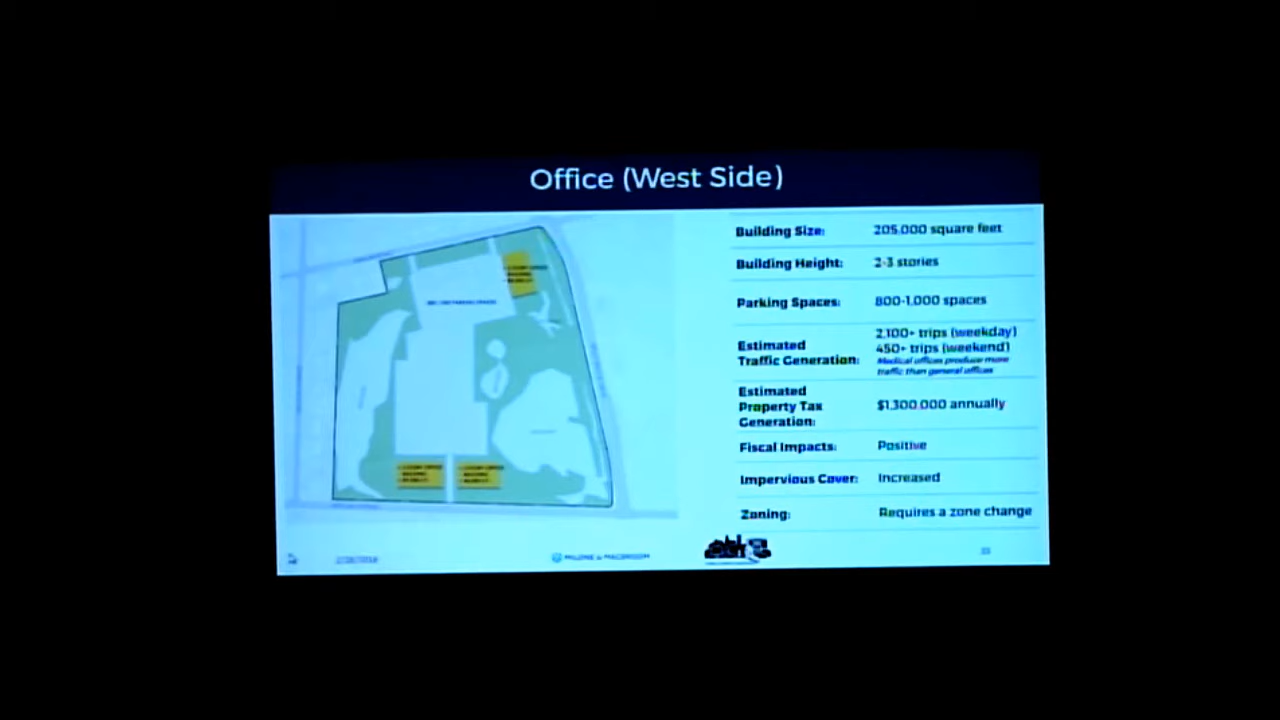 Office (West Side)
Building Size: 205,000 square feet
Building Height: 2-3 stories
Parking Spaces: 800-1,000 spaces
Estimated
Traffic Generation:
2,100+ trips (weekday)
450+ trips (weekend)
Medical offices produce more
traffic than general offices
Estimated
Property Tax
Generation:
$1,300,000 annually
Fiscal Impacts: Positive
Impervious Cover: Increased
Zoning: Requires a zone change
MILONE & MACBROOM